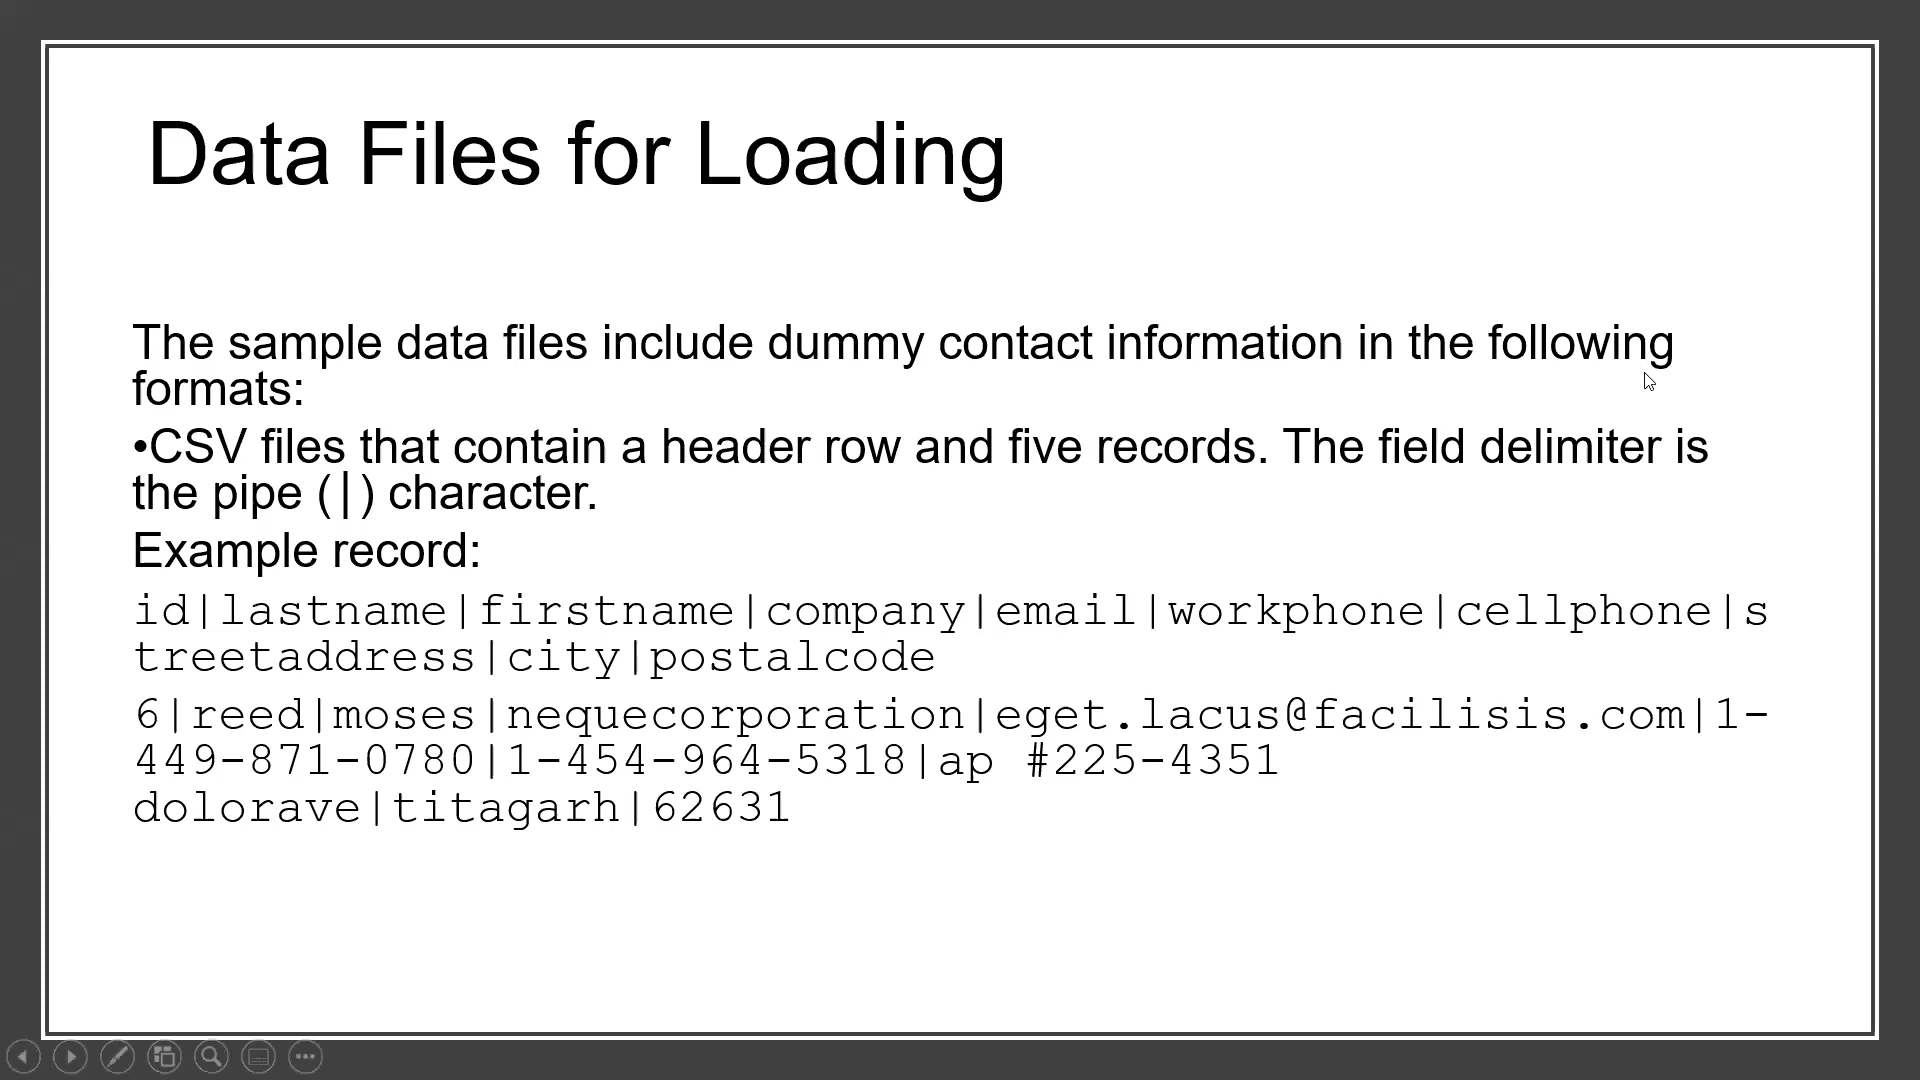 Data Files for Loading
The sample data files include dummy contact information in the following
formats:
•CSV files that contain a header row and five records. The field delimiter is
the pipe (|) character.
Example record:
id|lastname|firstname|company|email|workphone|cellphone|s
treetaddress|city|postalcode
6|reed|moses|nequecorporation|eget.lacus@facilisis.com|1-
449-871-0780|1-454-964-5318|ap #225-4351
dolorave|titagarh|62631